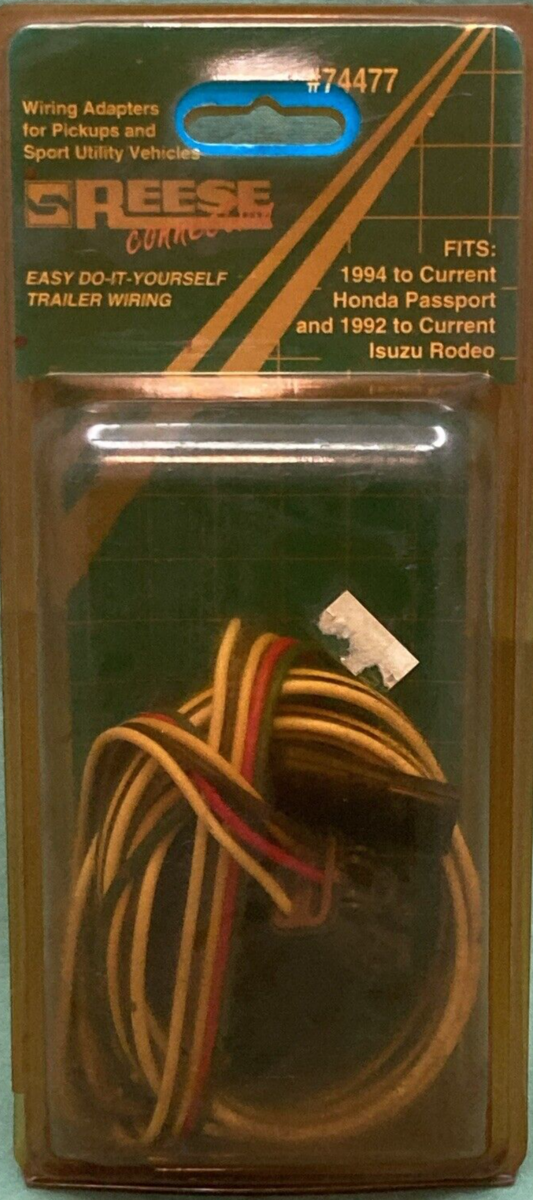 #74477
Wiring Adapters
for Pickups and
Sport Utility Vehicles
REESE
EASY DO-IT-YOURSELF
TRAILER WIRING
FITS:
1994 to Current
Honda Passport
and 1992 to Current
Isuzu Rodeo